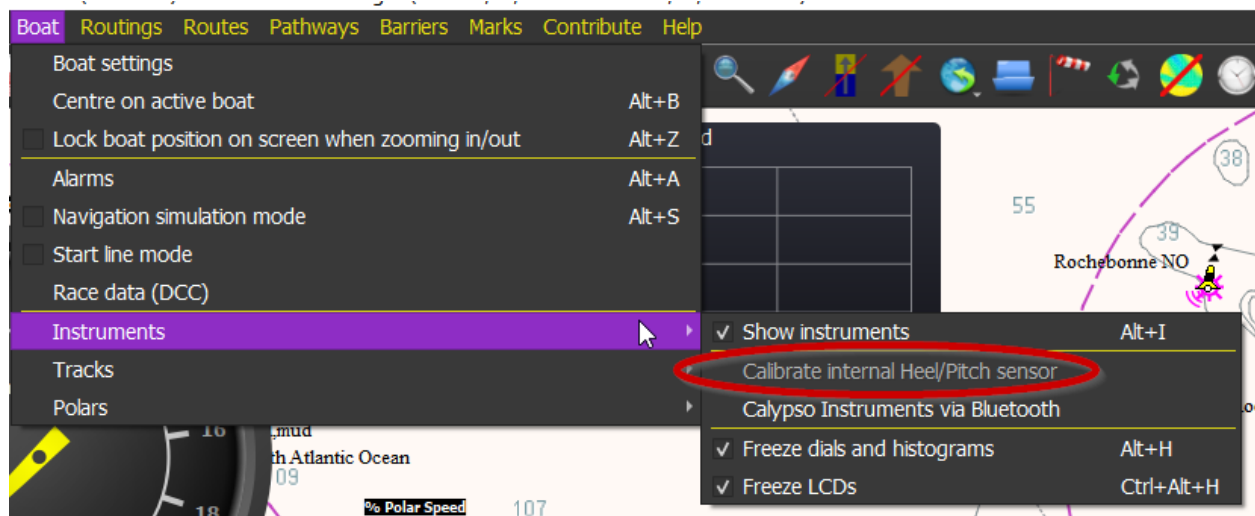 Boat Routings Routes Pathways Barriers Marks Contribute Help
Boat settings
Centre on active boat Alt+B
Lock boat position on screen when zooming in/out Alt+Z
Alarms Alt+A
Navigation simulation mode Alt+S
Start line mode
Race data (DCC)
Instruments
Tracks
Polars
Show instruments Alt+I
Calibrate internal Heel/Pitch sensor
Calypso Instruments via Bluetooth
Freeze dials and histograms Alt+H
Freeze LCDs Ctrl+Alt+H
d
38
55
39
Rochebonne NO
16
,mud
th Atlantic Ocean
09
18
% Polar Speed
107